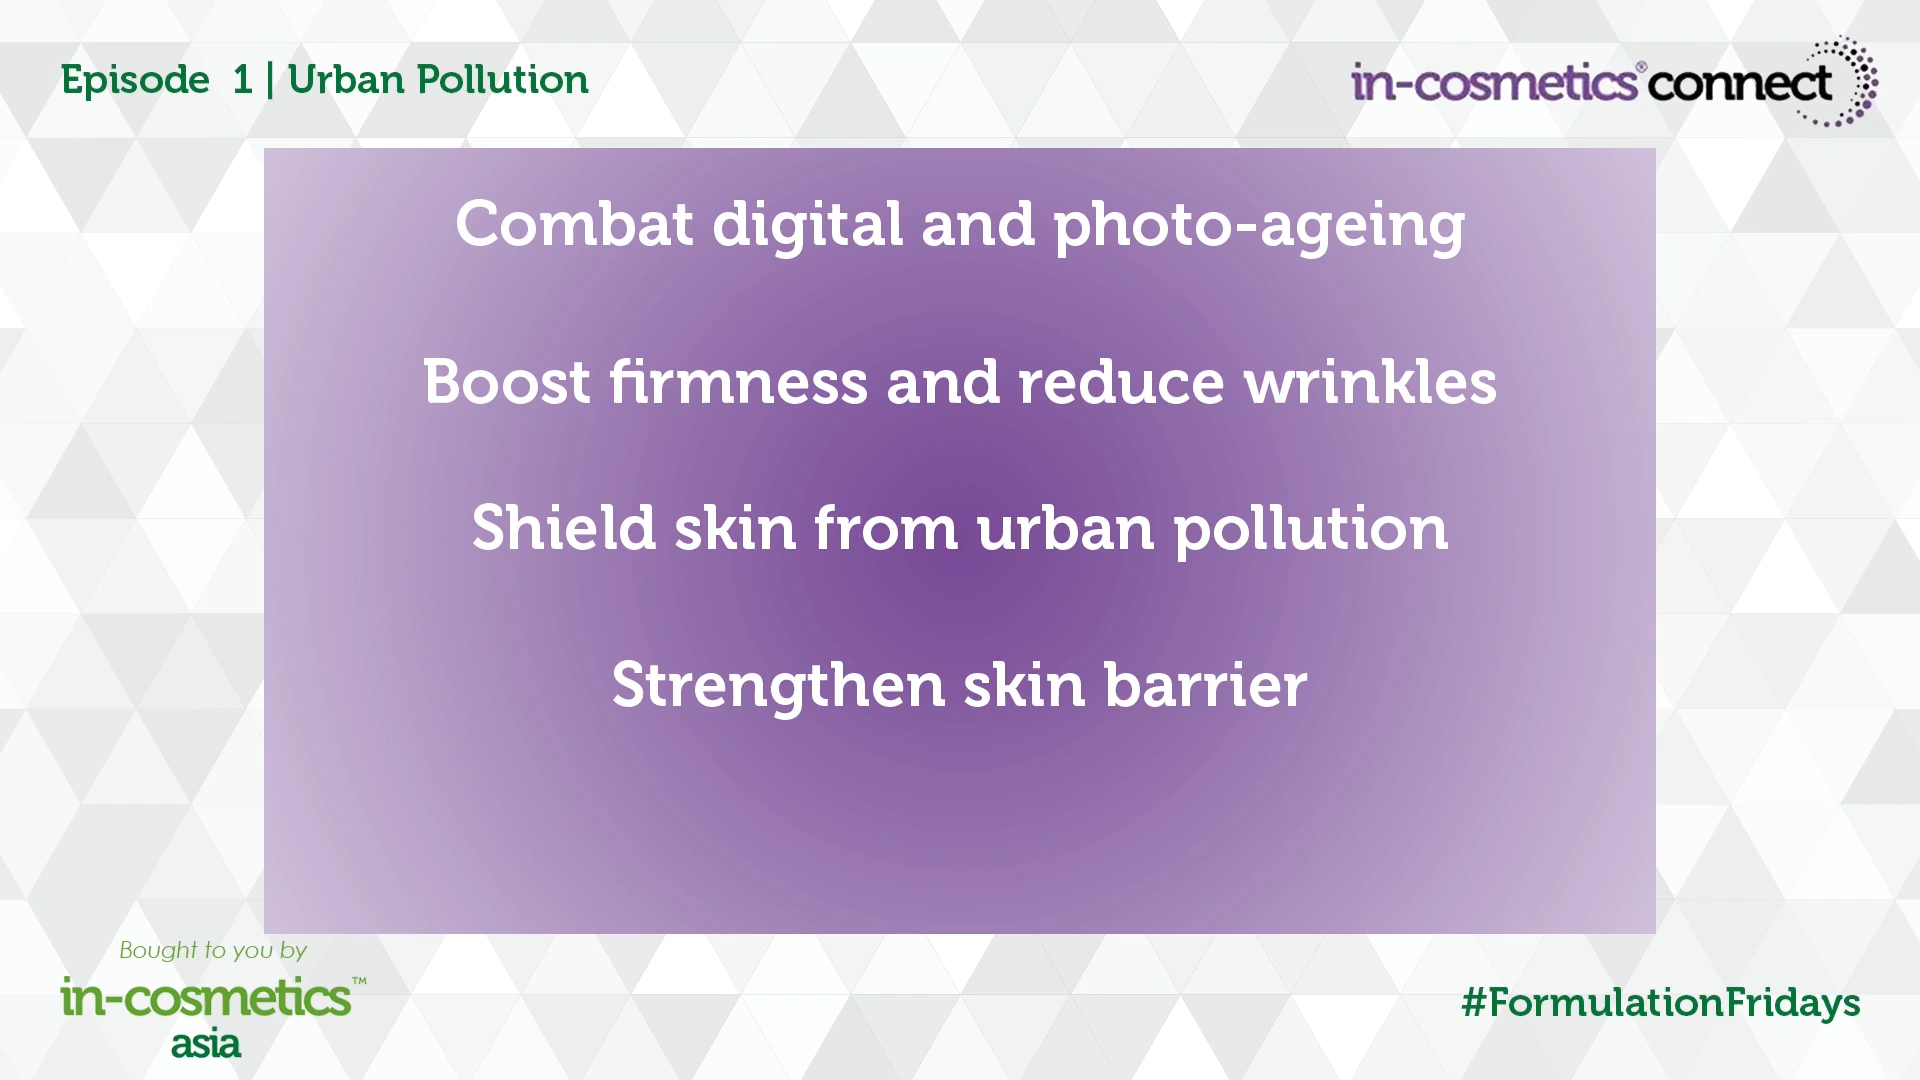 Episode 1 | Urban Pollution
in-cosmetics® connect
Combat digital and photo-ageing
Boost firmness and reduce wrinkles
Shield skin from urban pollution
Strengthen skin barrier
Bought to you by
in-cosmetics™
asia
#FormulationFridays